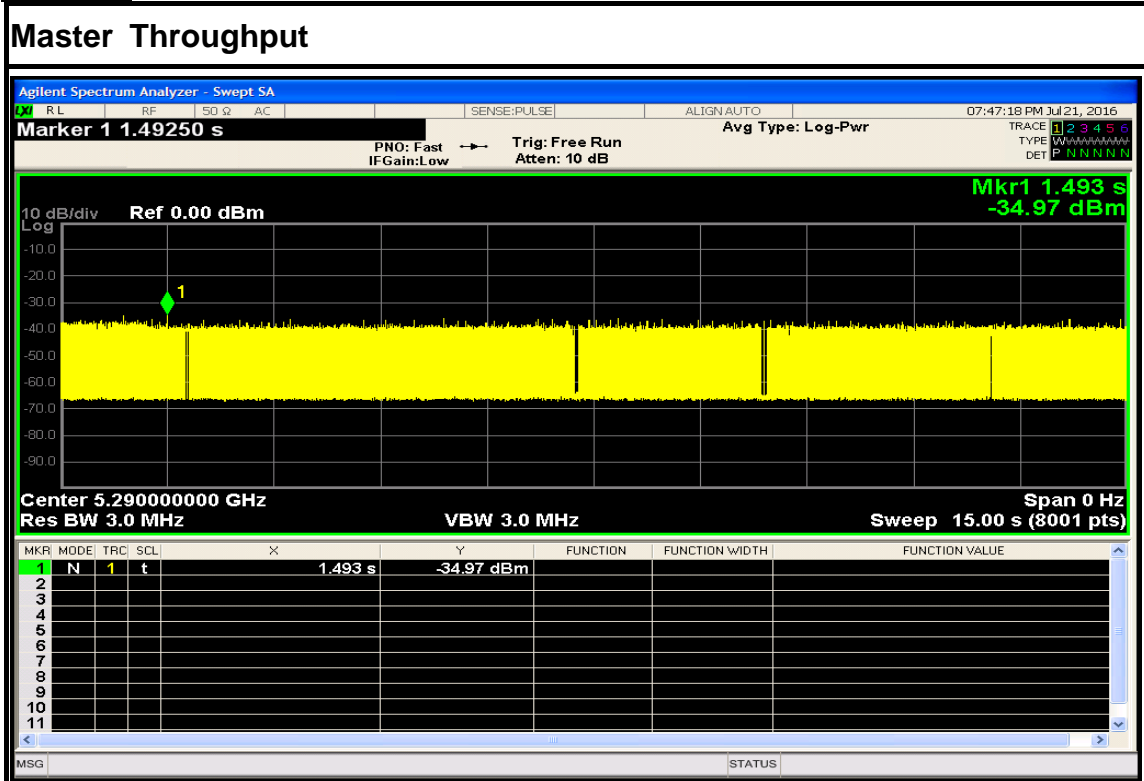 Master Throughput
Agilent Spectrum Analyzer - Swept SA
LXI RL RF 50 Ω AC SENSE:PULSE ALIGN AUTO 07:47:18 PM Jul 21, 2016
Marker 1 1.49250 s
PNO: Fast
IFGain:Low
Trig: Free Run
Atten: 10 dB
Avg Type: Log-Pwr
TRACE 1 2 3 4 5 6
TYPE W
DET P N N N N N
Mkr1 1.493 s
-34.97 dBm
10 dB/div Ref 0.00 dBm
Log
-10.0
-20.0
1
-30.0
-40.0
-50.0
-60.0
-70.0
-80.0
-90.0
Center 5.290000000 GHz Span 0 Hz
Res BW 3.0 MHz VBW 3.0 MHz Sweep 15.00 s (8001 pts)
MKR MODE TRC SCL X Y FUNCTION FUNCTION WIDTH FUNCTION VALUE
1 N 1 t 1.493 s -34.97 dBm
2
3
4
5
6
7
8
9
10
11
MSG STATUS